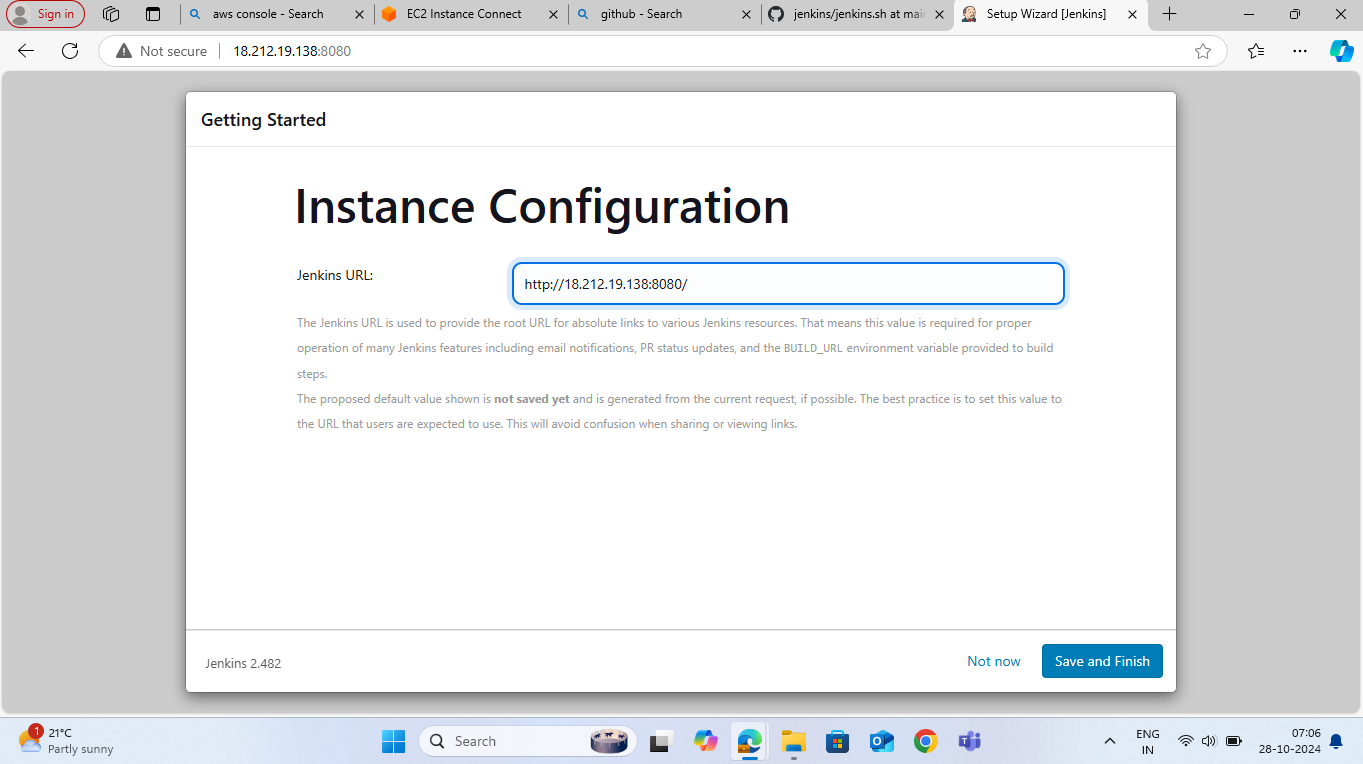 Sign in
aws console - Search
EC2 Instance Connect
github - Search
jenkins/jenkins.sh at mai
Setup Wizard [Jenkins]
Not secure
18.212.19.138:8080
Getting Started
Instance Configuration
Jenkins URL:
http://18.212.19.138:8080/
The Jenkins URL is used to provide the root URL for absolute links to various Jenkins resources. That means this value is required for proper
operation of many Jenkins features including email notifications, PR status updates, and the BUILD_URL environment variable provided to build
steps.
The proposed default value shown is not saved yet and is generated from the current request, if possible. The best practice is to set this value to
the URL that users are expected to use. This will avoid confusion when sharing or viewing links.
Jenkins 2.482
Not now
Save and Finish
1
21°C
Partly sunny
Search
ENG
IN
07:06
28-10-2024